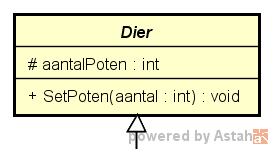 Dier
# aantalPoten : int
+ SetPoten(aantal : int) : void
powered by Astah